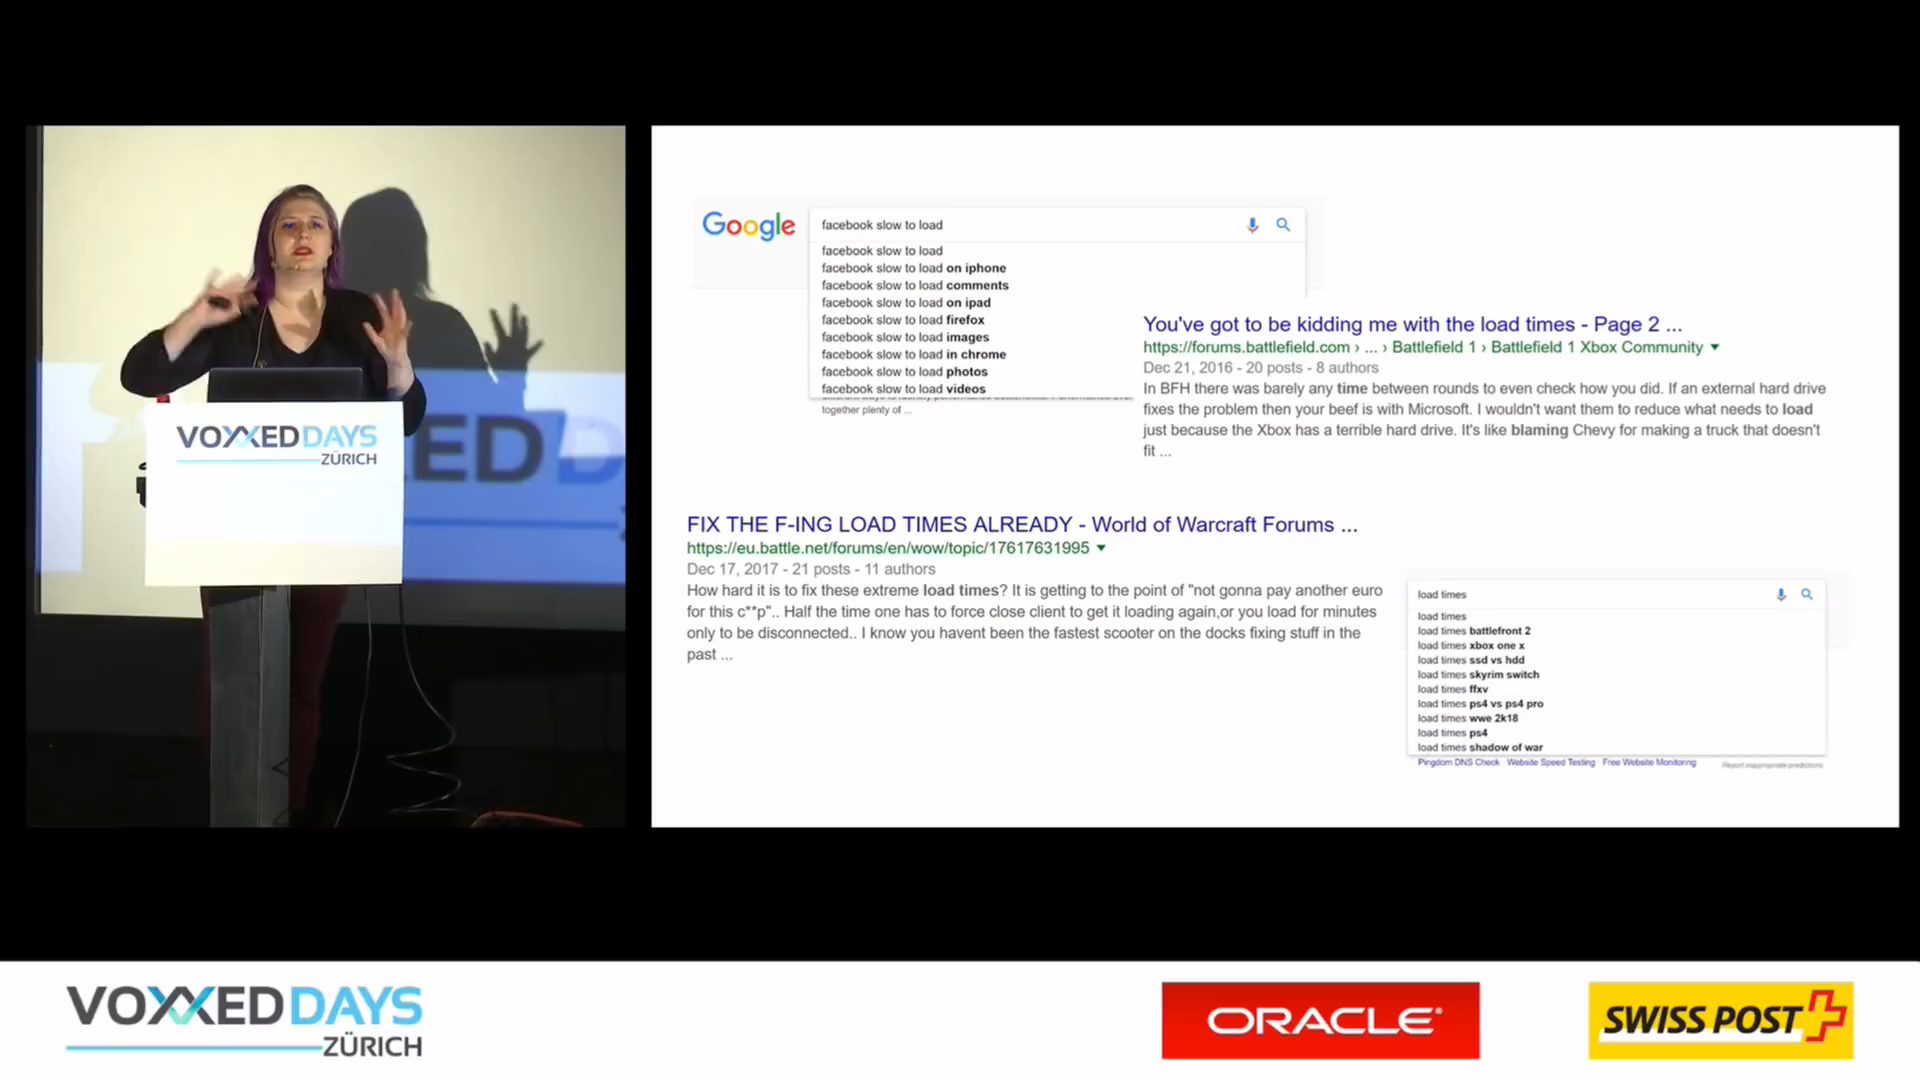 VOXXEDDAYS
ZÜRICH
ED D
Google
facebook slow to load
facebook slow to load
facebook slow to load on iphone
facebook slow to load comments
facebook slow to load on ipad
facebook slow to load firefox
facebook slow to load images
facebook slow to load in chrome
facebook slow to load photos
facebook slow to load videos
together plenty of ...
You've got to be kidding me with the load times - Page 2 ...
https://forums.battlefield.com › ... › Battlefield 1 › Battlefield 1 Xbox Community
Dec 21, 2016 - 20 posts - 8 authors
In BFH there was barely any time between rounds to even check how you did. If an external hard drive
fixes the problem then your beef is with Microsoft. I wouldn't want them to reduce what needs to load
just because the Xbox has a terrible hard drive. It's like blaming Chevy for making a truck that doesn't
fit ...
FIX THE F-ING LOAD TIMES ALREADY - World of Warcraft Forums ...
https://eu.battle.net/forums/en/wow/topic/17617631995
Dec 17, 2017 - 21 posts - 11 authors
How hard it is to fix these extreme load times? It is getting to the point of "not gonna pay another euro
for this c**p".. Half the time one has to force close client to get it loading again,or you load for minutes
only to be disconnected.. I know you havent been the fastest scooter on the docks fixing stuff in the
past ...
load times
load times
load times battlefront 2
load times xbox one x
load times ssd vs hdd
load times skyrim switch
load times ffxv
load times ps4 vs ps4 pro
load times wwe 2k18
load times ps4
load times shadow of war
Pingdom DNS Check Website Speed Testing Free Website Monitoring
Report inappropriate predictions
VOXXEDDAYS
ZÜRICH
ORACLE®
SWISS POST